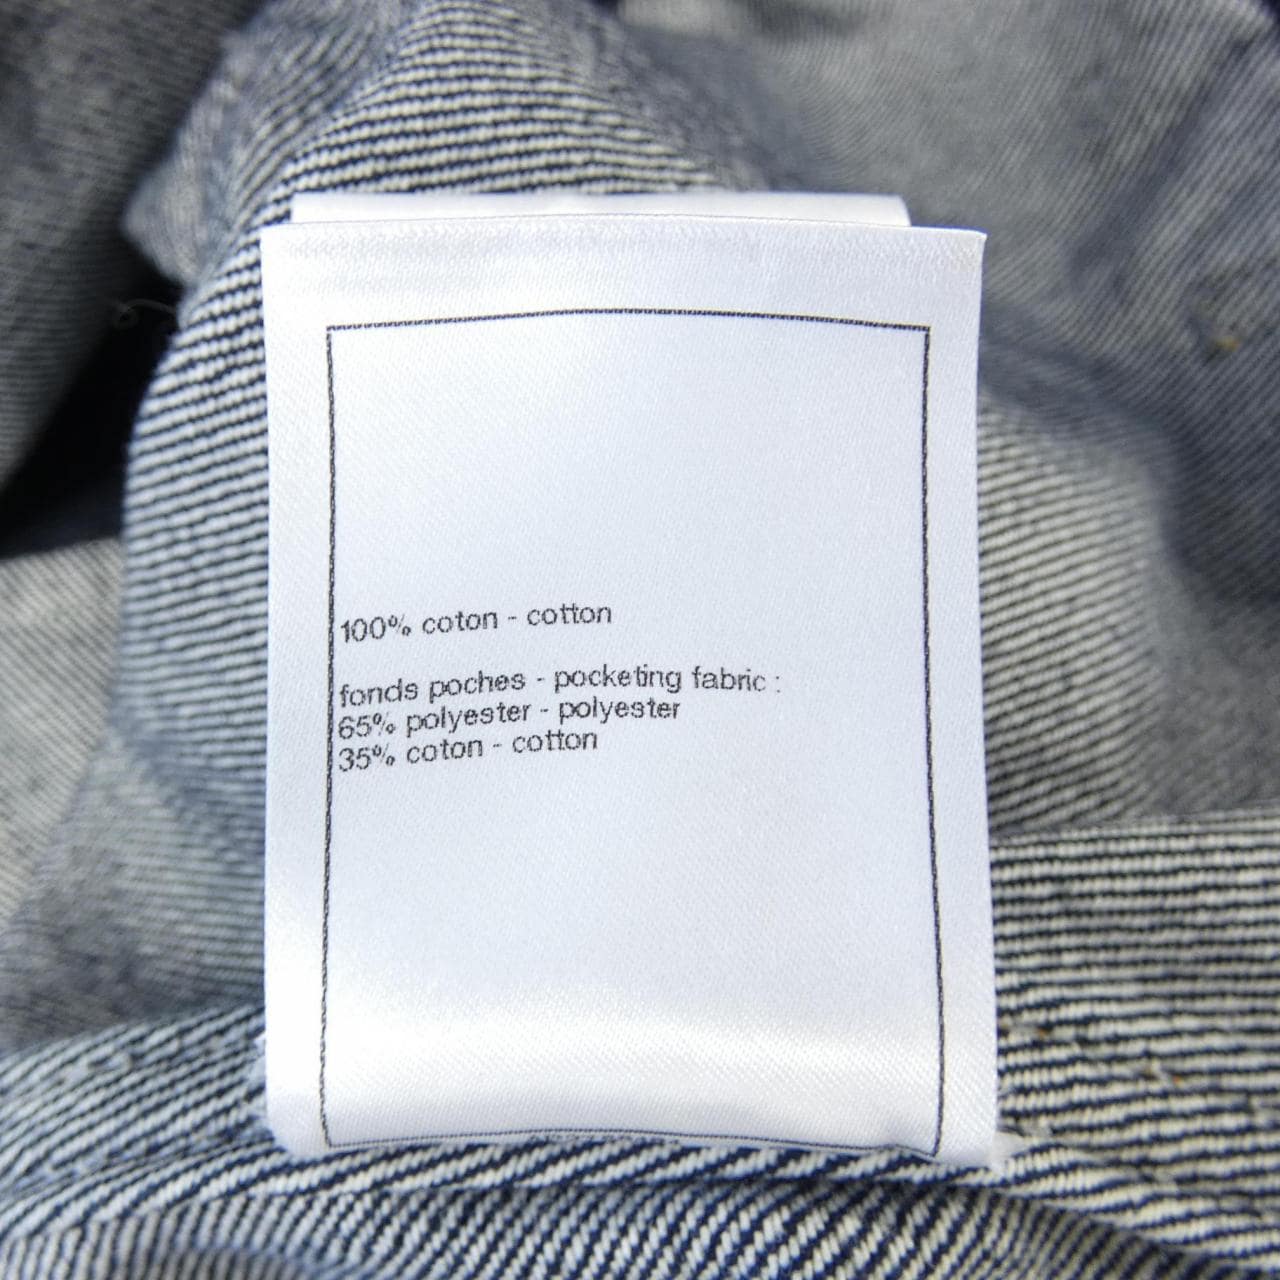 100% coton - cotton
fonds poches - pocketing fabric :
65% polyester - polyester
35% coton - cotton